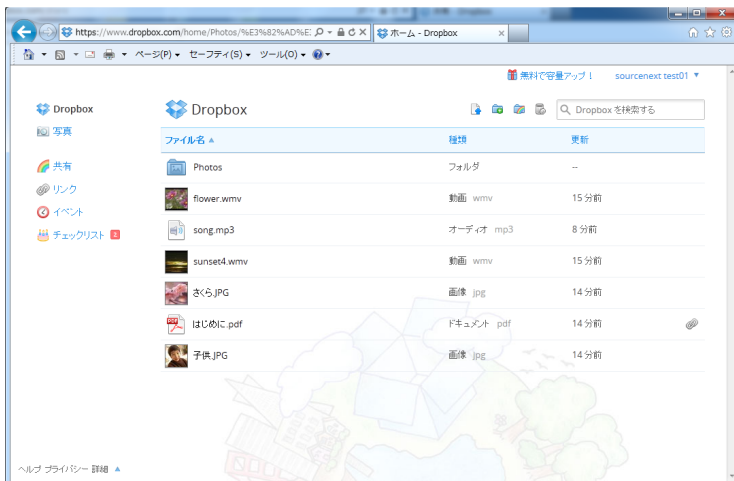 https://www.dropbox.com/home/Photos/%E3%82%AD%E
ホーム - Dropbox
ページ(P) セーフティ(S) ツール(O)
無料で容量アップ！ sourcenext test01
Dropbox
写真
共有
リンク
イベント
チェックリスト
Dropbox
Dropbox を検索する
ファイル名 ▲ 種類 更新
Photos フォルダ --
flower.wmv 動画 wmv 15 分前
song.mp3 オーディオ mp3 8 分前
sunset4.wmv 動画 wmv 15 分前
さくら.JPG 画像 jpg 14 分前
はじめに.pdf ドキュメント pdf 14 分前
子供.JPG 画像 jpg 14 分前
ヘルプ プライバシー 詳細 ▲